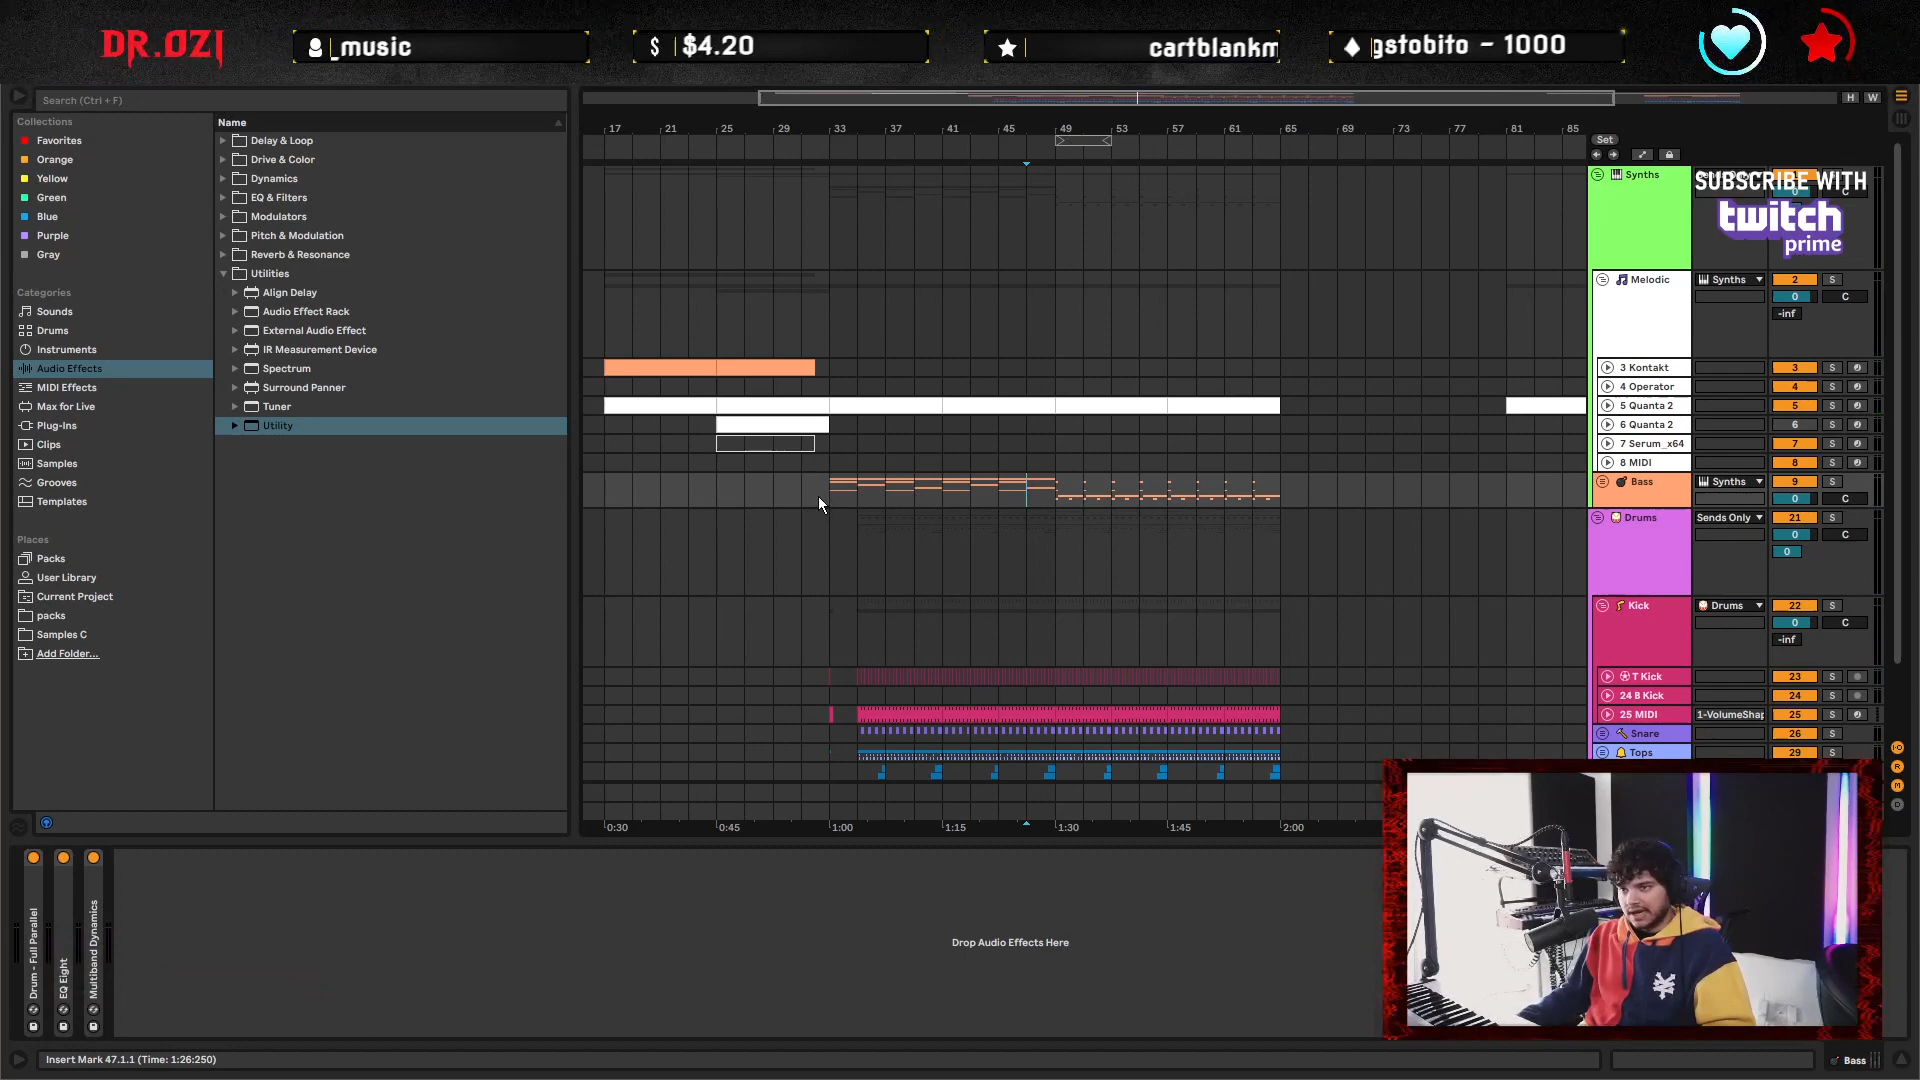 DR.OZI
_music
$ $4.20
cartblankm
gstobito - 1000
Search (Ctrl + F)
H W
Collections
Favorites
Orange
Yellow
Green
Blue
Purple
Gray
Categories
Sounds
Drums
Instruments
Audio Effects
MIDI Effects
Max for Live
Plug-Ins
Clips
Samples
Grooves
Templates
Places
Packs
User Library
Current Project
packs
Samples C
Add Folder...
Name
Delay & Loop
Drive & Color
Dynamics
EQ & Filters
Modulators
Pitch & Modulation
Reverb & Resonance
Utilities
Align Delay
Audio Effect Rack
External Audio Effect
IR Measurement Device
Spectrum
Surround Panner
Tuner
Utility
17 21 25 29 33 37 41 45 49 53 57 61 65 69 73 77 81 85
Set
Synths
SUBSCRIBE WITH
twitch
prime
Melodic Synths 2 S
0 C
-inf
3 Kontakt 3 S
4 Operator 4 S
5 Quanta 2 5 S
6 Quanta 2 6 S
7 Serum_x64 7 S
8 MIDI 8 S
Bass Synths 9 S
0 C
Drums Sends Only 21 S
0 C
0
Kick Drums 22 S
0 C
-inf
T Kick 23 S
24 B Kick 24 S
25 MIDI 1-VolumeShap 25 S
Snare 26 S
Tops 29 S
0:30 0:45 1:00 1:15 1:30 1:45 2:00
Drum - Full Parallel
EQ Eight
Multiband Dynamics
Drop Audio Effects Here
Insert Mark 47.1.1 (Time: 1:26:250)
Bass